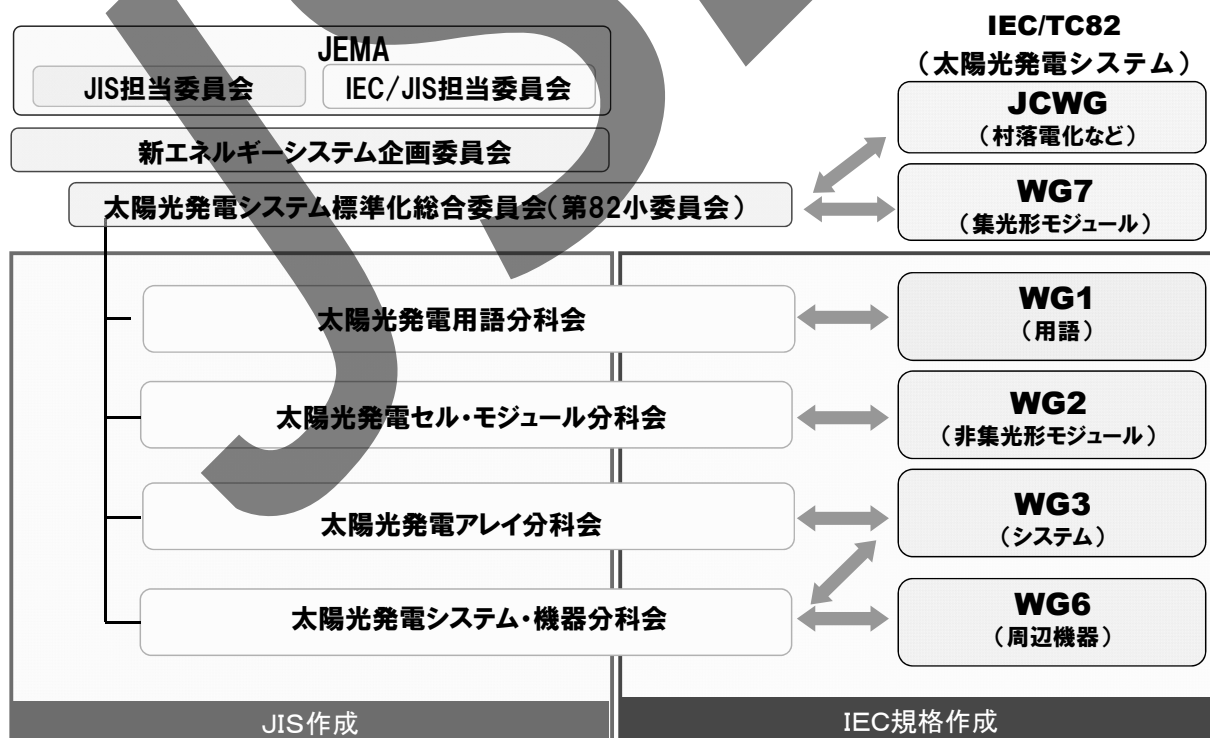 JEMA
JIS担当委員会
IEC/JIS担当委員会
新エネルギーシステム企画委員会
太陽光発電システム標準化総合委員会(第82小委員会)
IEC/TC82
(太陽光発電システム)
JCWG
(村落電化など)
WG7
(集光形モジュール)
太陽光発電用語分科会
WG1
(用語)
太陽光発電セル・モジュール分科会
WG2
(非集光形モジュール)
太陽光発電アレイ分科会
WG3
(システム)
太陽光発電システム・機器分科会
WG6
(周辺機器)
JIS作成
IEC規格作成